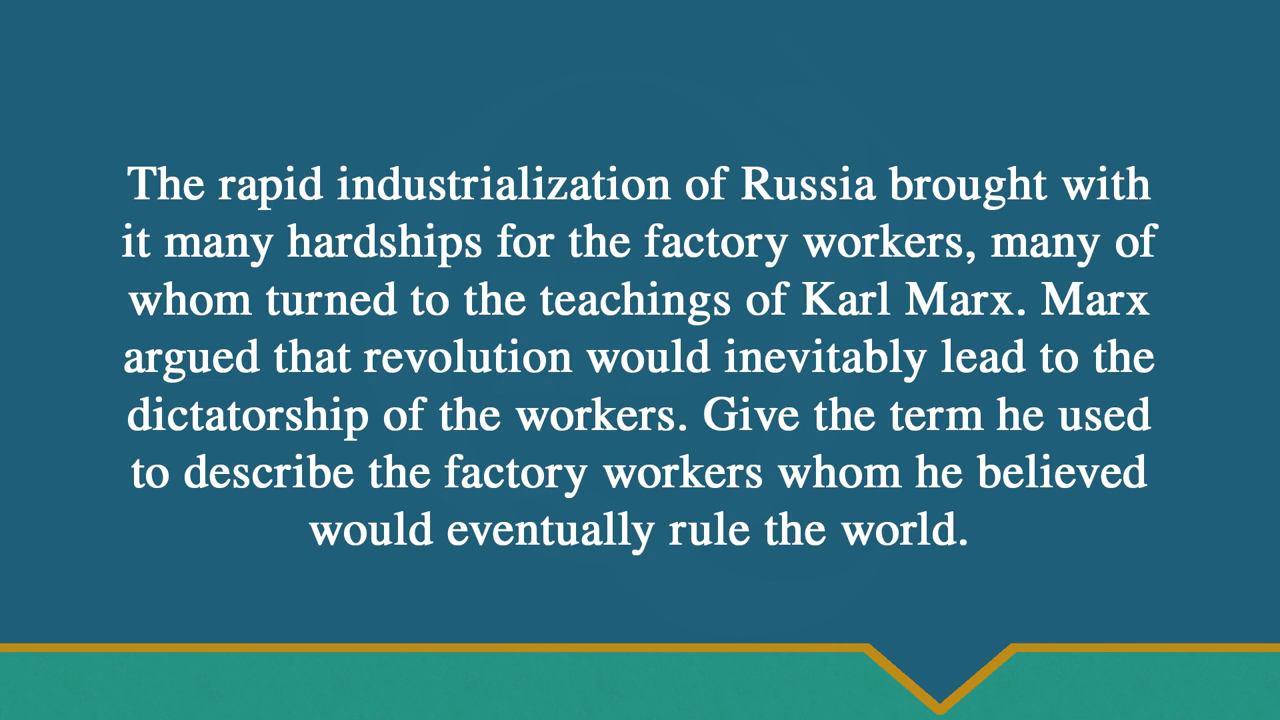 The rapid industrialization of Russia brought with
it many hardships for the factory workers, many of
whom turned to the teachings of Karl Marx. Marx
argued that revolution would inevitably lead to the
dictatorship of the workers. Give the term he used
to describe the factory workers whom he believed
would eventually rule the world.